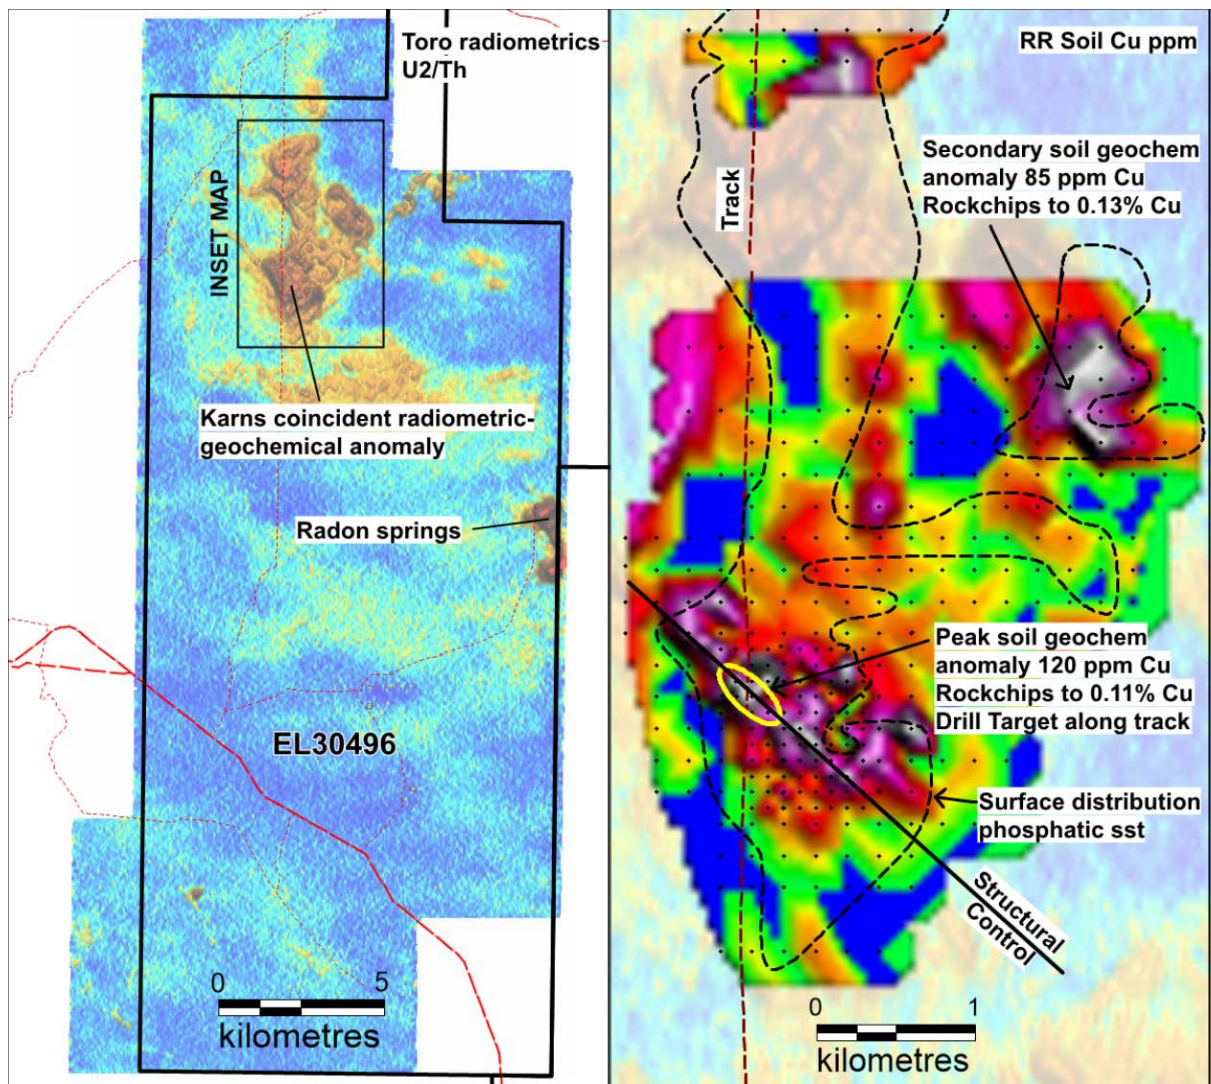 Toro radiometrics
U2/Th
INSET MAP
Karns coincident radiometric-
geochemical anomaly
Radon springs
EL30496
0 5
kilometres
RR Soil Cu ppm
Secondary soil geochem
anomaly 85 ppm Cu
Rockchips to 0.13% Cu
Track
Peak soil geochem
anomaly 120 ppm Cu
Rockchips to 0.11% Cu
Drill Target along track
Surface distribution
phosphatic sst
Structural
Control
0 1
kilometres